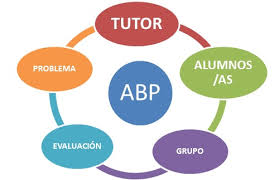 TUTOR
ALUMNOS
/AS
GRUPO
EVALUACIÓN
PROBLEMA
ABP